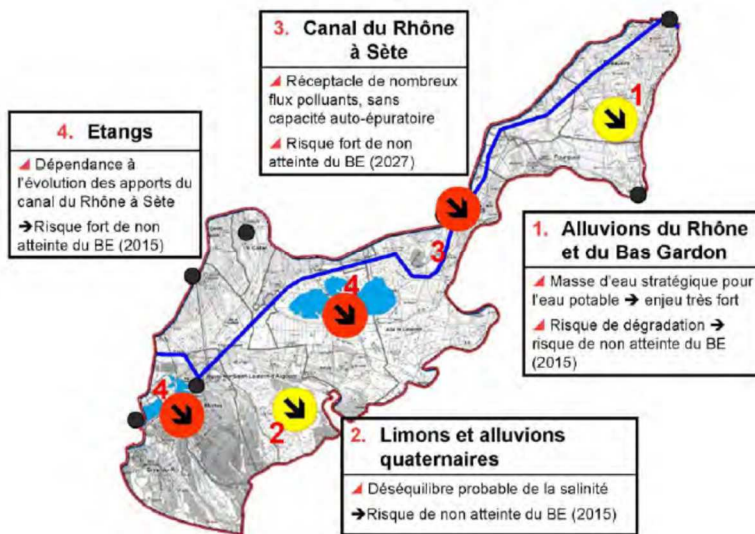 3. Canal du Rhône
à Sète
◢ Réceptacle de nombreux
flux polluants, sans
capacité auto-épuratoire
◢ Risque fort de non
atteinte du BE (2027)
4. Etangs
◢ Dépendance à
l'évolution des apports du
canal du Rhône à Sète
➔Risque fort de non
atteinte du BE (2015)
1. Alluvions du Rhône
et du Bas Gardon
◢ Masse d'eau stratégique pour
l'eau potable ➔ enjeu très fort
◢ Risque de dégradation ➔
risque de non atteinte du BE
(2015)
2. Limons et alluvions
quaternaires
◢ Déséquilibre probable de la salinité
➔Risque de non atteinte du BE (2015)
1
3
4
4
2